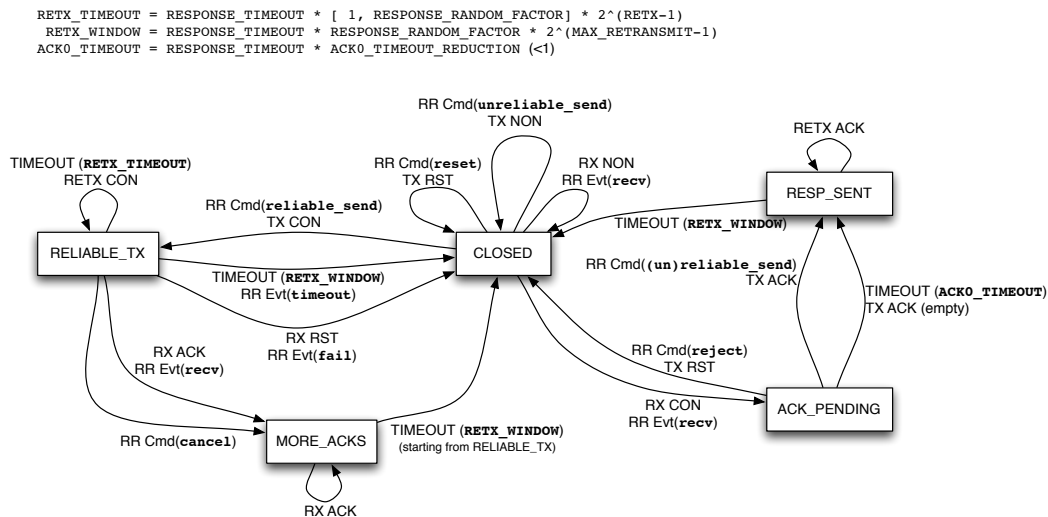 RETX_TIMEOUT = RESPONSE_TIMEOUT * [ 1, RESPONSE_RANDOM_FACTOR] * 2^(RETX-1)
RETX_WINDOW = RESPONSE_TIMEOUT * RESPONSE_RANDOM_FACTOR * 2^(MAX_RETRANSMIT-1)
ACK0_TIMEOUT = RESPONSE_TIMEOUT * ACK0_TIMEOUT_REDUCTION (<1)
RR Cmd(unreliable_send)
TX NON
RETX ACK
TIMEOUT (RETX_TIMEOUT)
RETX CON
RR Cmd(reset)
TX RST
RX NON
RR Evt(recv)
RESP_SENT
RR Cmd(reliable_send)
TX CON
TIMEOUT (RETX_WINDOW)
RELIABLE_TX
CLOSED
RR Cmd((un)reliable_send)
TX ACK
TIMEOUT (RETX_WINDOW)
RR Evt(timeout)
TIMEOUT (ACK0_TIMEOUT)
TX ACK (empty)
RX RST
RR Evt(fail)
RR Cmd(reject)
TX RST
RX ACK
RR Evt(recv)
RX CON
RR Evt(recv)
ACK_PENDING
RR Cmd(cancel)
MORE_ACKS
TIMEOUT (RETX_WINDOW)
(starting from RELIABLE_TX)
RX ACK